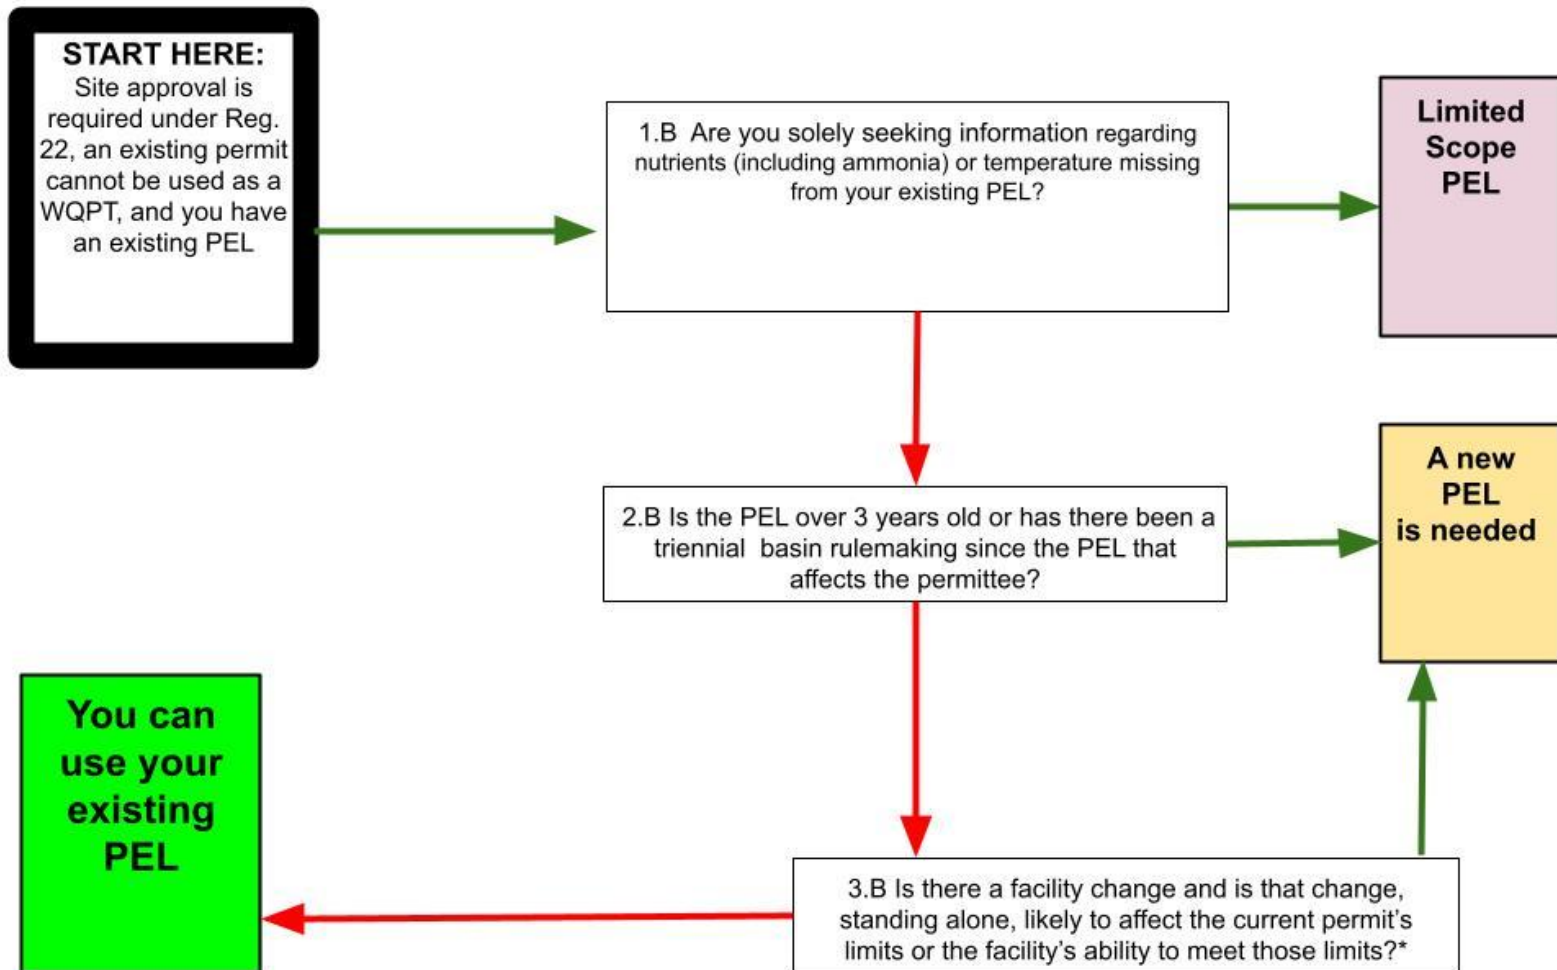 START HERE:
Site approval is
required under Reg.
22, an existing permit
cannot be used as a
WQPT, and you have
an existing PEL
1.B Are you solely seeking information regarding
nutrients (including ammonia) or temperature missing
from your existing PEL?
Limited
Scope
PEL
2.B Is the PEL over 3 years old or has there been a
triennial basin rulemaking since the PEL that
affects the permittee?
A new
PEL
is needed
You can
use your
existing
PEL
3.B Is there a facility change and is that change,
standing alone, likely to affect the current permit's
limits or the facility's ability to meet those limits?*